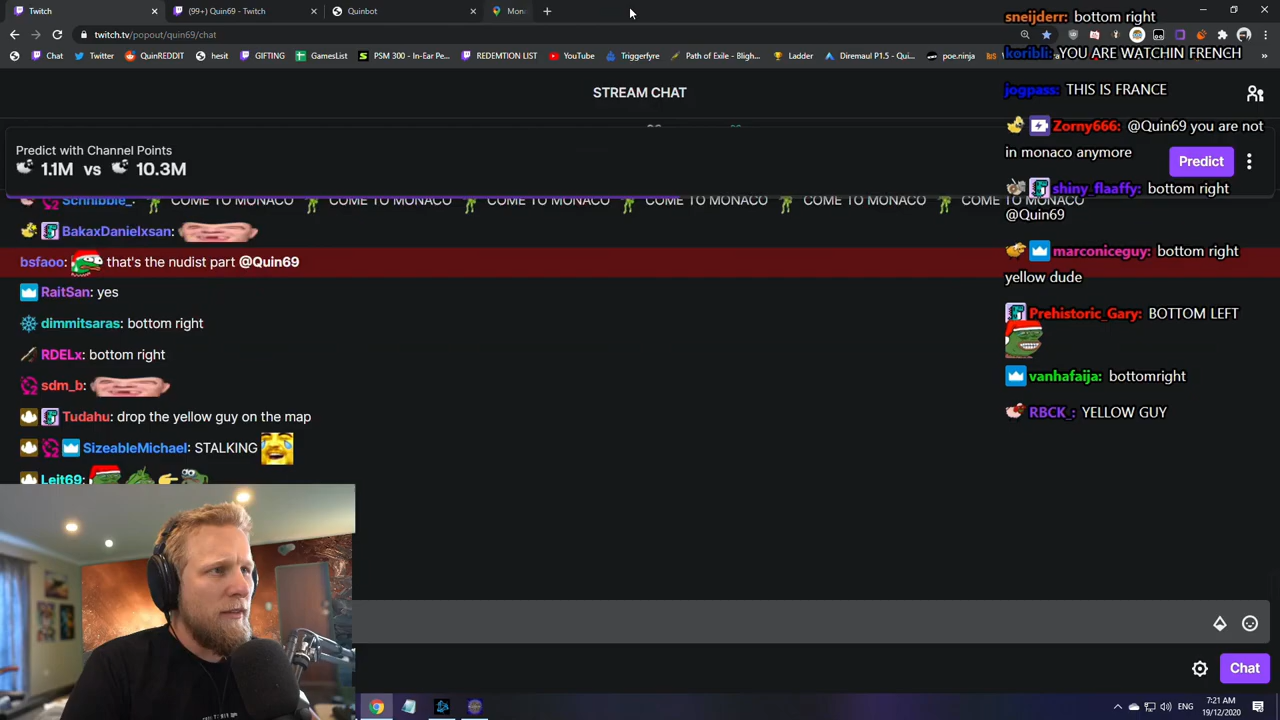 Twitch
(99+) Quin69 - Twitch
Quinbot
Mon
twitch.tv/popout/quin69/chat
Chat
Twitter
QuinREDDIT
hesit
GIFTING
GamesList
PSM 300 - In-Ear Pe...
REDEMTION LIST
YouTube
Triggerfyre
Path of Exile - Bligh...
Ladder
Diremaul P1.5 - Qui...
poe.ninja
STREAM CHAT
Predict with Channel Points
1.1M vs 10.3M
Predict
Schnibble_: COME TO MONACO COME TO MONACO COME TO MONACO COME TO MONACO COME TO MONACO COME TO MONACO
BakaxDanielxsan:
bsfaoo: that's the nudist part @Quin69
RaitSan: yes
dimmitsaras: bottom right
RDELx: bottom right
sdm_b:
Tudahu: drop the yellow guy on the map
SizeableMichael: STALKING
Leit69:
sneijderr: bottom right
koribli: YOU ARE WATCHIN FRENCH
jogpass: THIS IS FRANCE
Zorny666: @Quin69 you are not
in monaco anymore
shiny_flaaffy: bottom right
@Quin69
marconiceguy: bottom right
yellow dude
Prehistoric_Gary: BOTTOM LEFT
vanhafaija: bottomright
RBCK_: YELLOW GUY
Chat
ENG
7:21 AM
19/12/2020